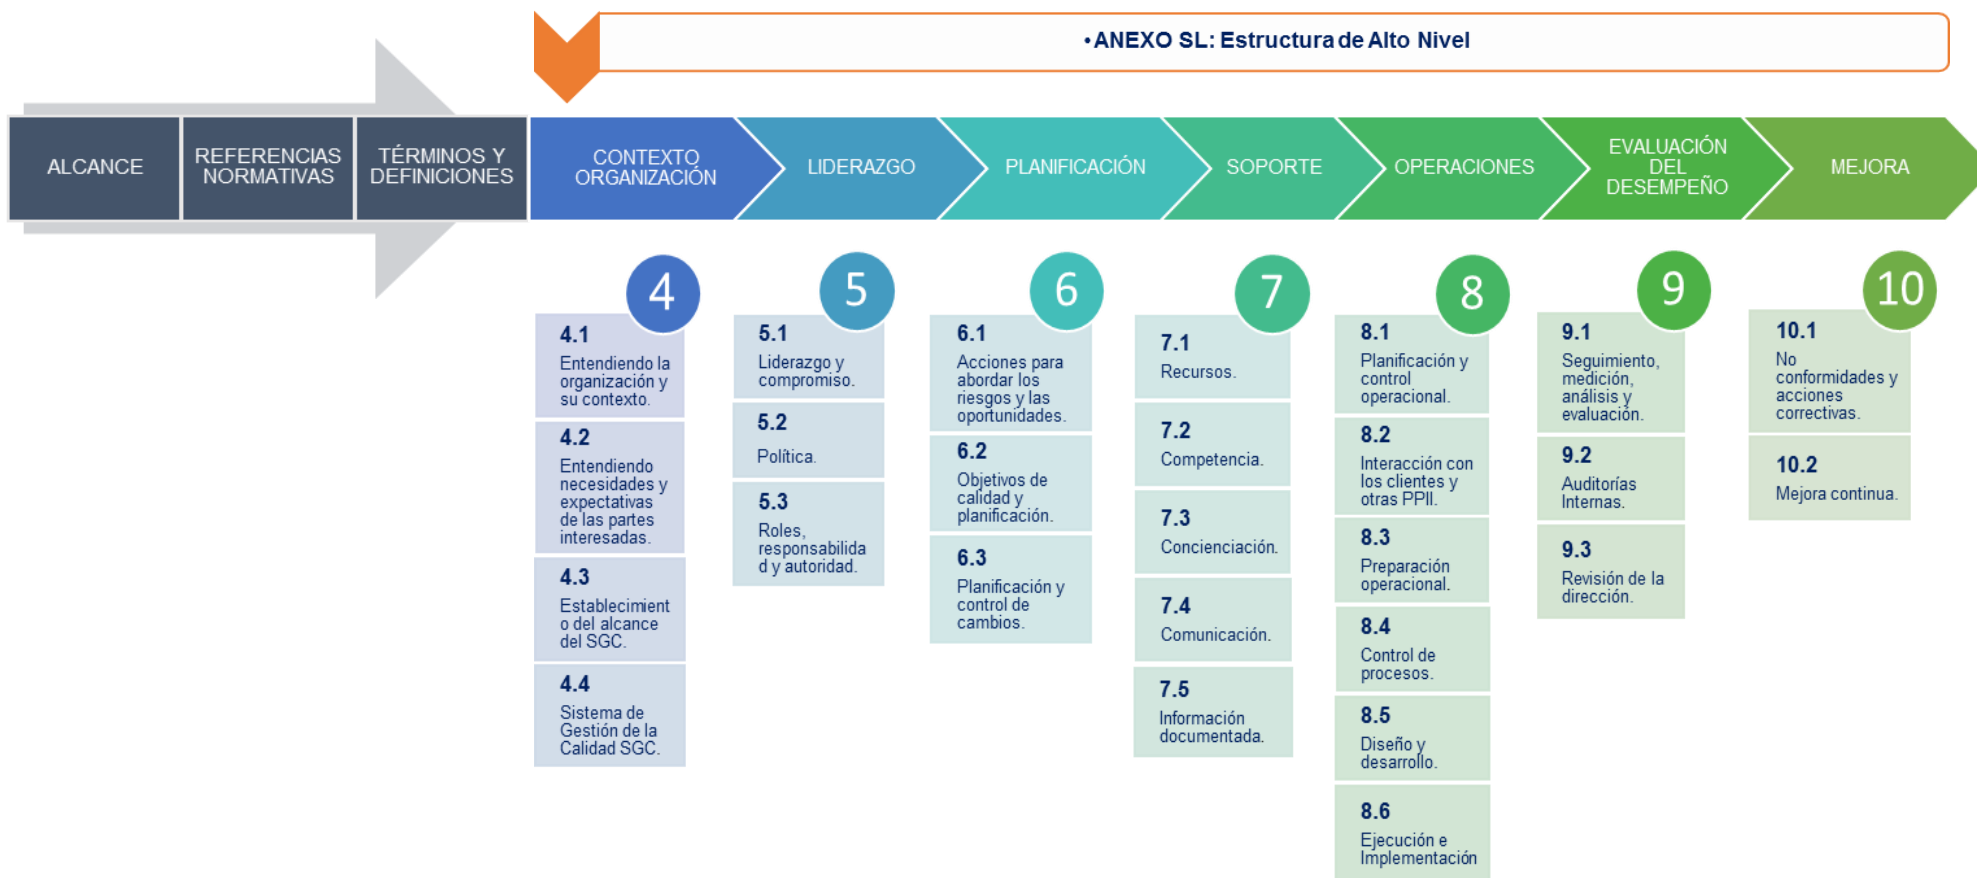 •ANEXO SL: Estructura de Alto Nivel
ALCANCE
REFERENCIAS
NORMATIVAS
TÉRMINOS Y
DEFINICIONES
CONTEXTO
ORGANIZACIÓN
LIDERAZGO
PLANIFICACIÓN
SOPORTE
OPERACIONES
EVALUACIÓN
DEL
DESEMPEÑO
MEJORA
4
4.1
Entendiendo la
organización y
su contexto.
4.2
Entendiendo
necesidades y
expectativas
de las partes
interesadas.
4.3
Establecimient
o del alcance
del SGC.
4.4
Sistema de
Gestión de la
Calidad SGC.
5
5.1
Liderazgo y
compromiso.
5.2
Política.
5.3
Roles,
responsabilida
d y autoridad.
6
6.1
Acciones para
abordar los
riesgos y las
oportunidades.
6.2
Objetivos de
calidad y
planificación.
6.3
Planificación y
control de
cambios.
7
7.1
Recursos.
7.2
Competencia.
7.3
Concienciación.
7.4
Comunicación.
7.5
Información
documentada.
8
8.1
Planificación y
control
operacional.
8.2
Interacción con
los clientes y
otras PPII.
8.3
Preparación
operacional.
8.4
Control de
procesos.
8.5
Diseño y
desarrollo.
8.6
Ejecución e
Implementación
9
9.1
Seguimiento,
medición,
análisis y
evaluación.
9.2
Auditorías
Internas.
9.3
Revisión de la
dirección.
10
10.1
No
conformidades y
acciones
correctivas.
10.2
Mejora continua.